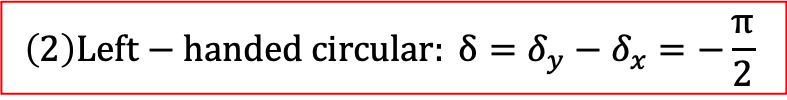 (2)Left − handed circular: δ = δ_y − δ_x = −π/2